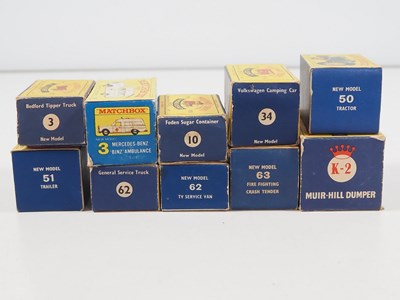 Bedford Tipper Truck
3
New Model
MATCHBOX
3 MERCEDES-BENZ
"BENZ" AMBULANCE
Foden Sugar Container
10
New Model
Volkswagen Camping Car
34
New Model
NEW MODEL
50
TRACTOR
NEW MODEL
51
TRAILER
General Service Truck
62
NEW MODEL
62
TV SERVICE VAN
NEW MODEL
63
FIRE FIGHTING
CRASH TENDER
K-2
MUIR-HILL DUMPER